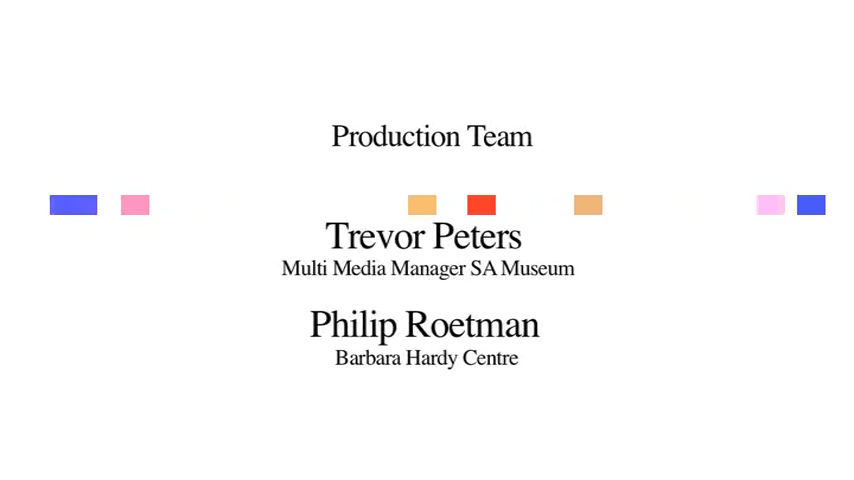 Production Team
Trevor Peters
Multi Media Manager SA Museum
Philip Roetman
Barbara Hardy Centre